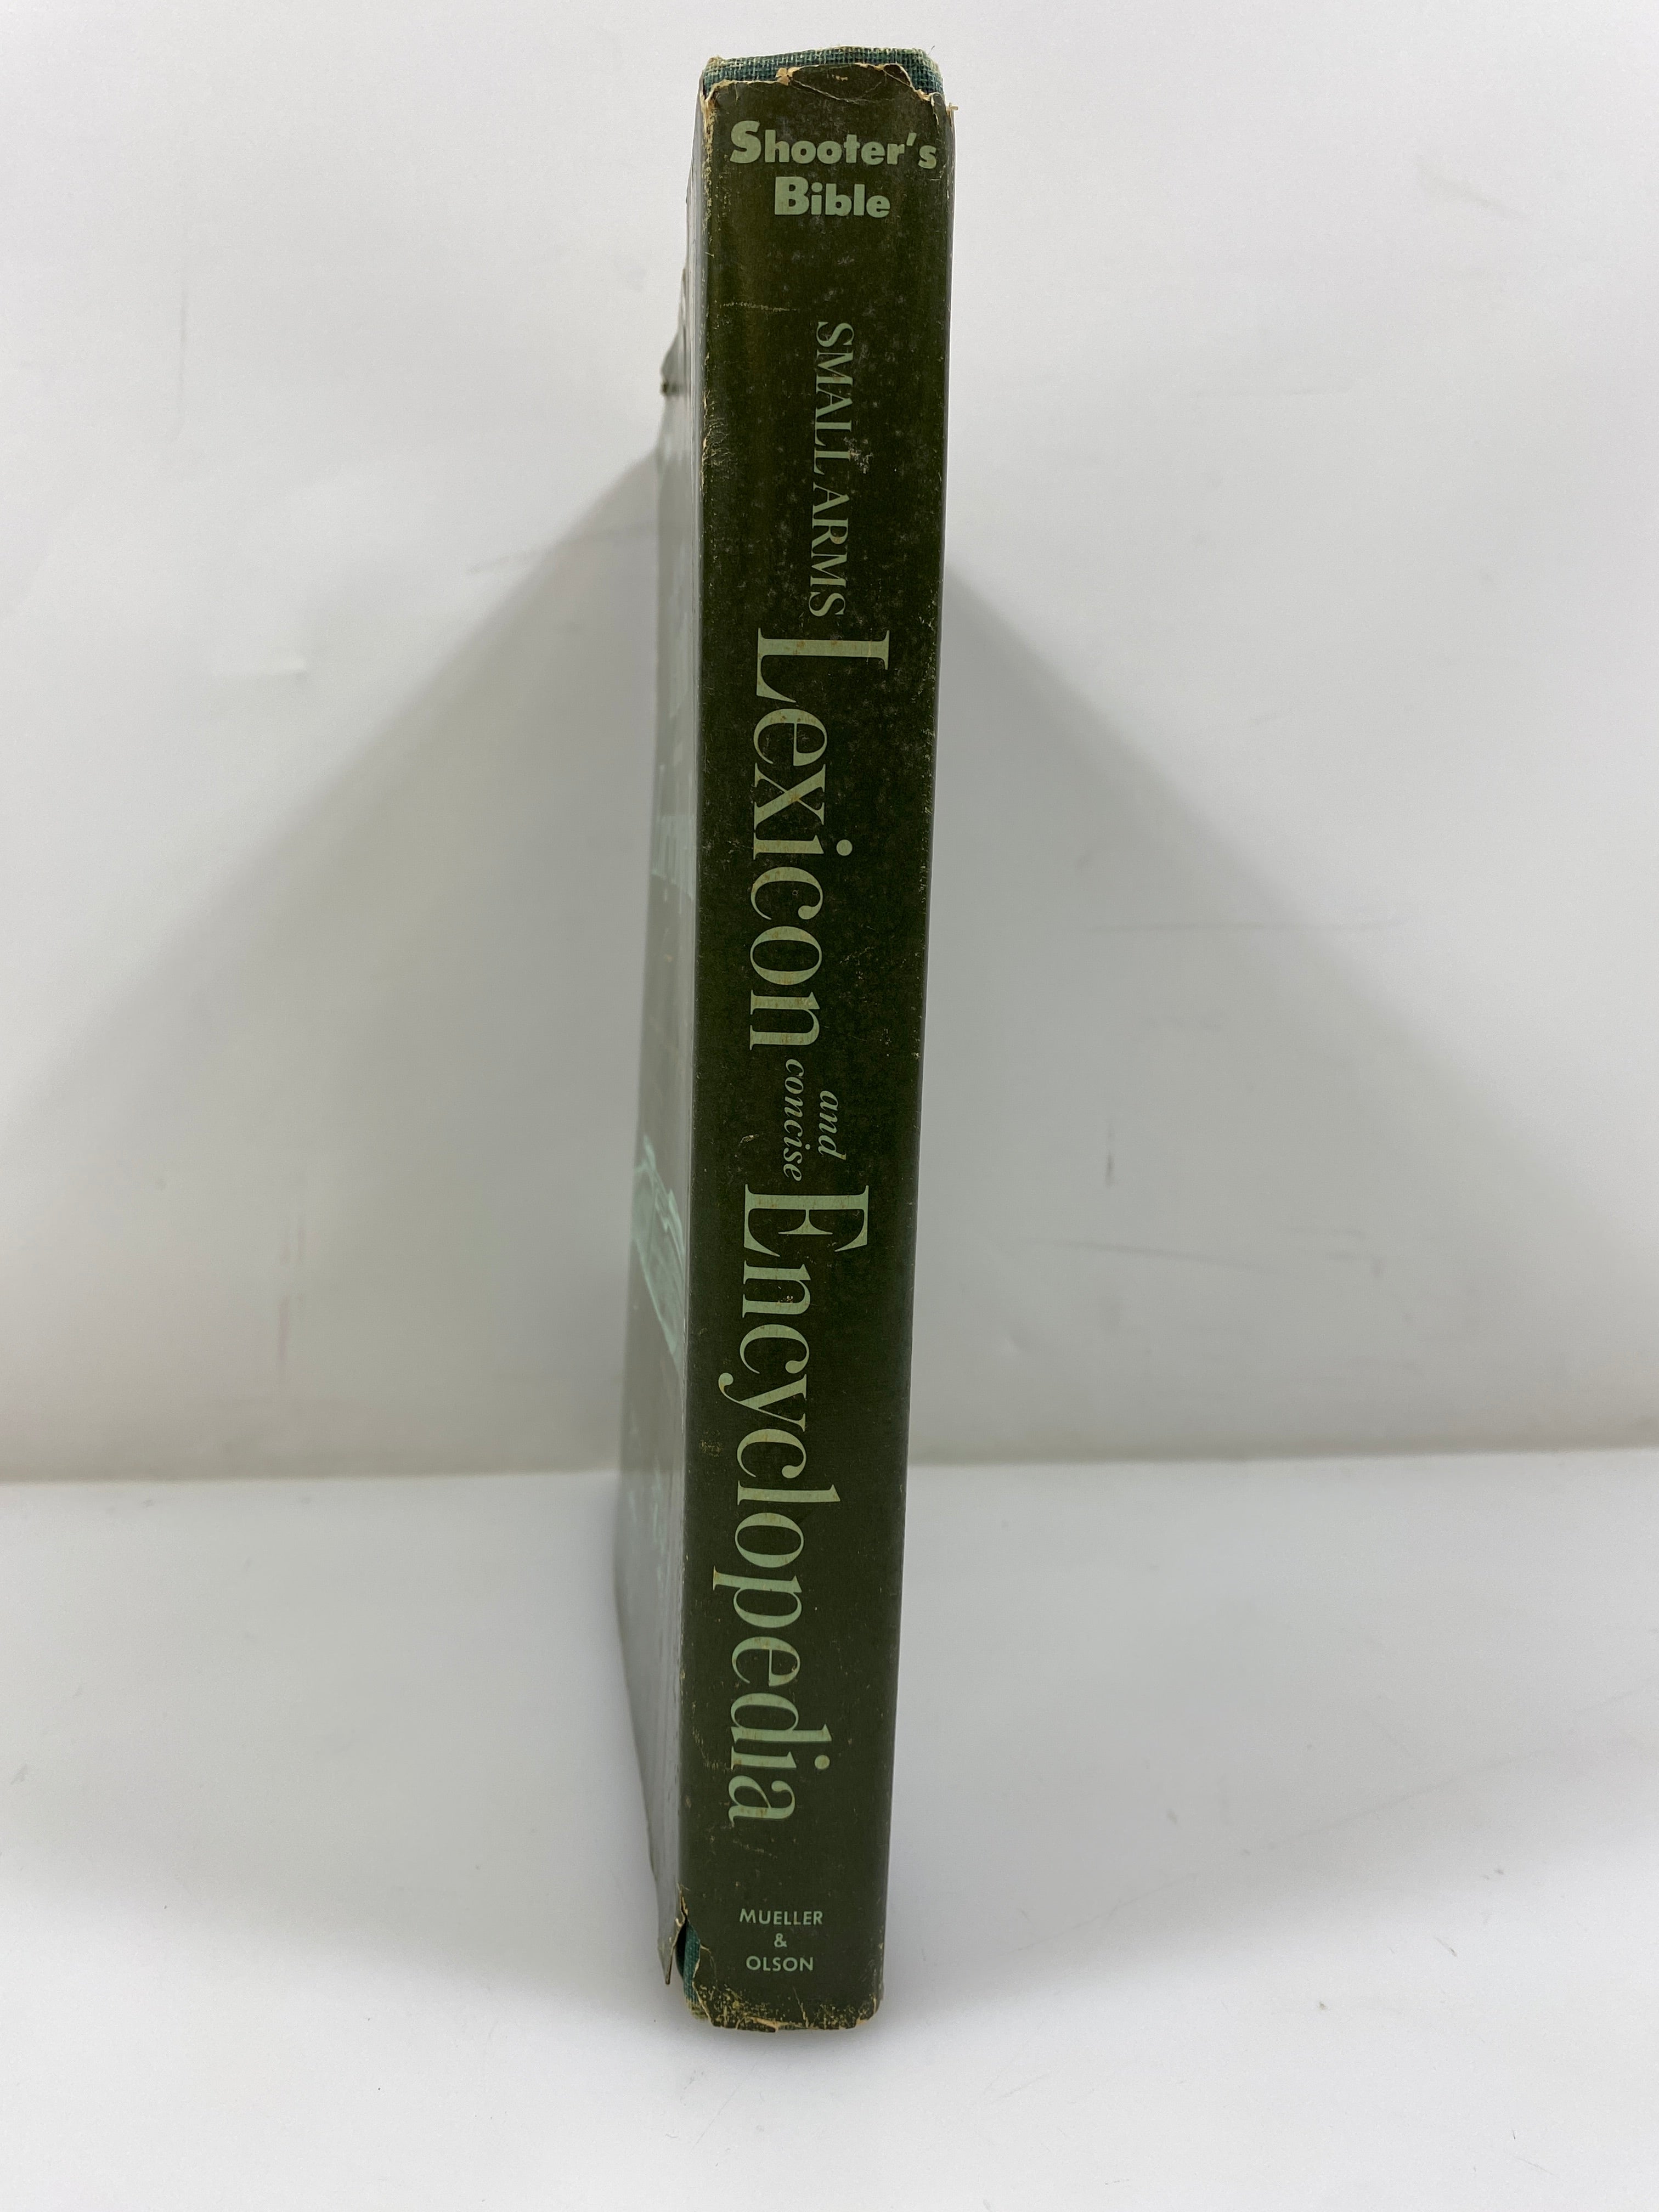 Shooter's
Bible
SMALL ARMS
Lexicon
and
concise
Encyclopedia
MUELLER
&
OLSON